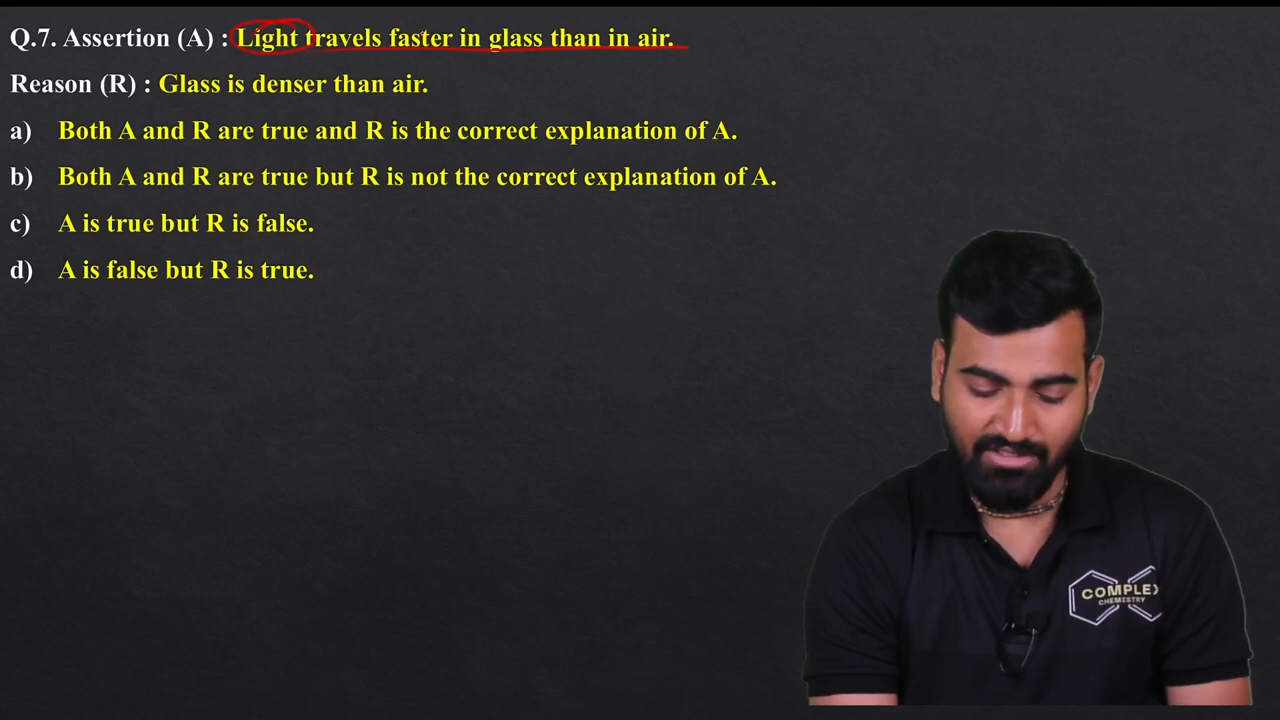 Q.7. Assertion (A) : Light travels faster in glass than in air.
Reason (R) : Glass is denser than air.
a) Both A and R are true and R is the correct explanation of A.
b) Both A and R are true but R is not the correct explanation of A.
c) A is true but R is false.
d) A is false but R is true.
COMPLEX
CHEMISTRY